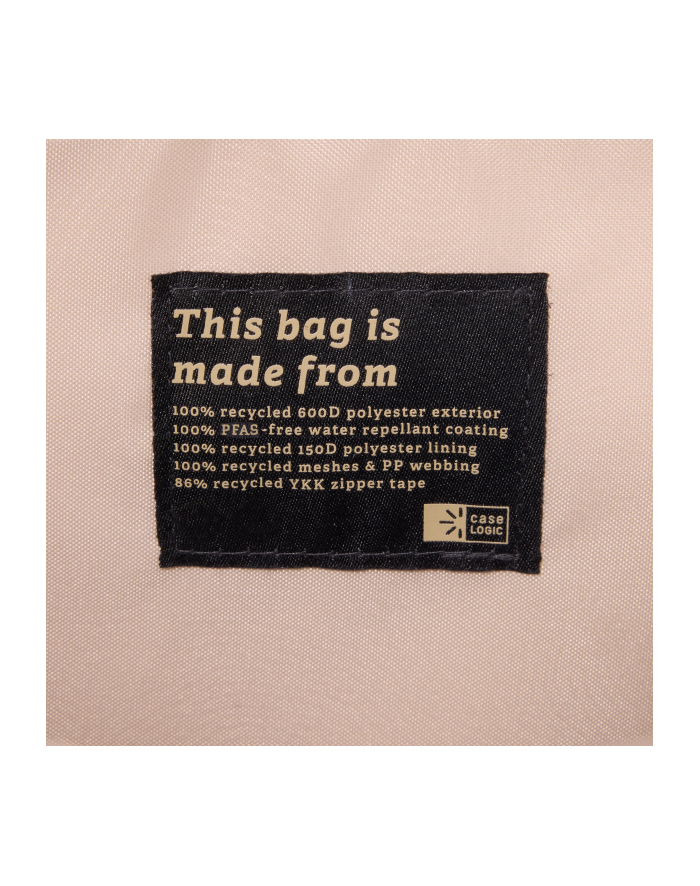 This bag is
made from
100% recycled 600D polyester exterior
100% PFAS-free water repellant coating
100% recycled 150D polyester lining
100% recycled meshes & PP webbing
86% recycled YKK zipper tape
case
LOGIC